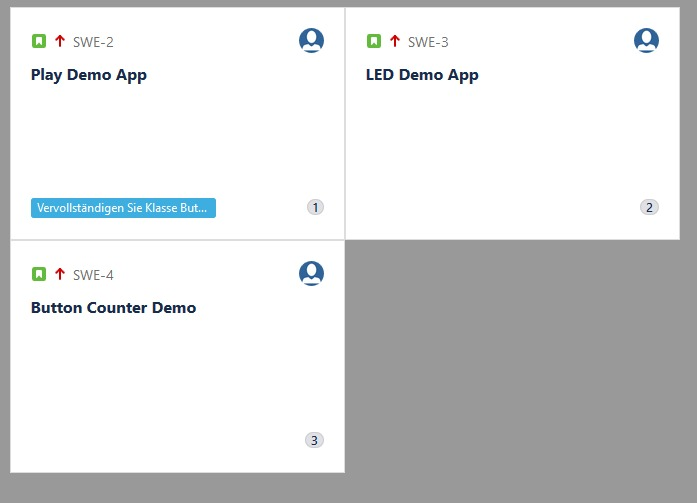 SWE-2
Play Demo App
Vervollständigen Sie Klasse But...
1
SWE-3
LED Demo App
2
SWE-4
Button Counter Demo
3